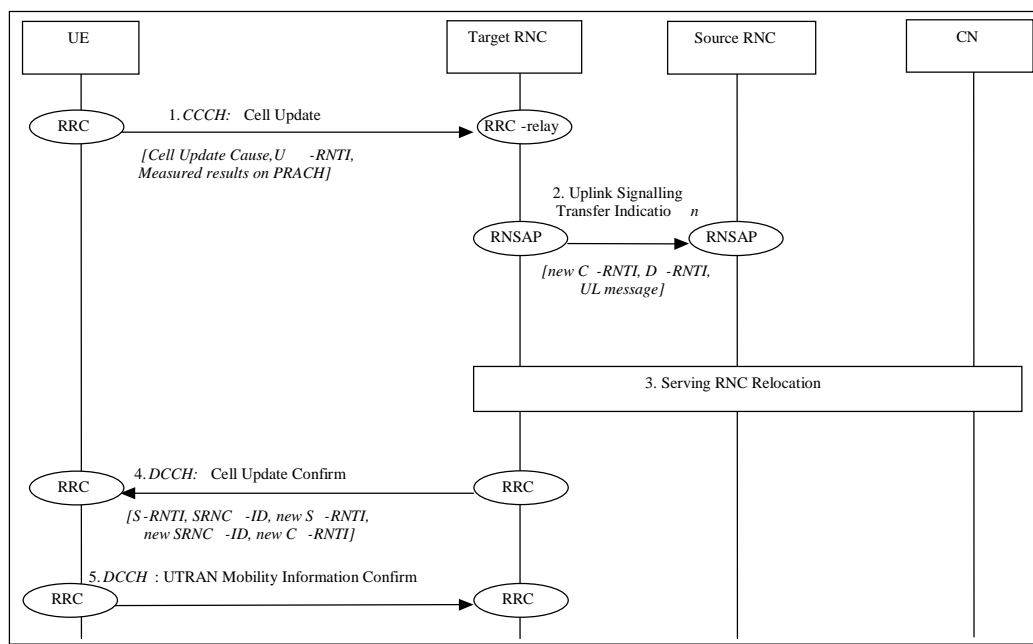 UE
Target RNC
Source RNC
CN
RRC
1. CCCH: Cell Update
RRC -relay
[Cell Update Cause,U -RNTI,
Measured results on PRACH]
2. Uplink Signalling
Transfer Indicatio n
RNSAP
RNSAP
[new C -RNTI, D -RNTI,
UL message]
3. Serving RNC Relocation
RRC
4. DCCH: Cell Update Confirm
RRC
[S-RNTI, SRNC -ID, new S -RNTI,
new SRNC -ID, new C -RNTI]
5. DCCH : UTRAN Mobility Information Confirm
RRC
RRC